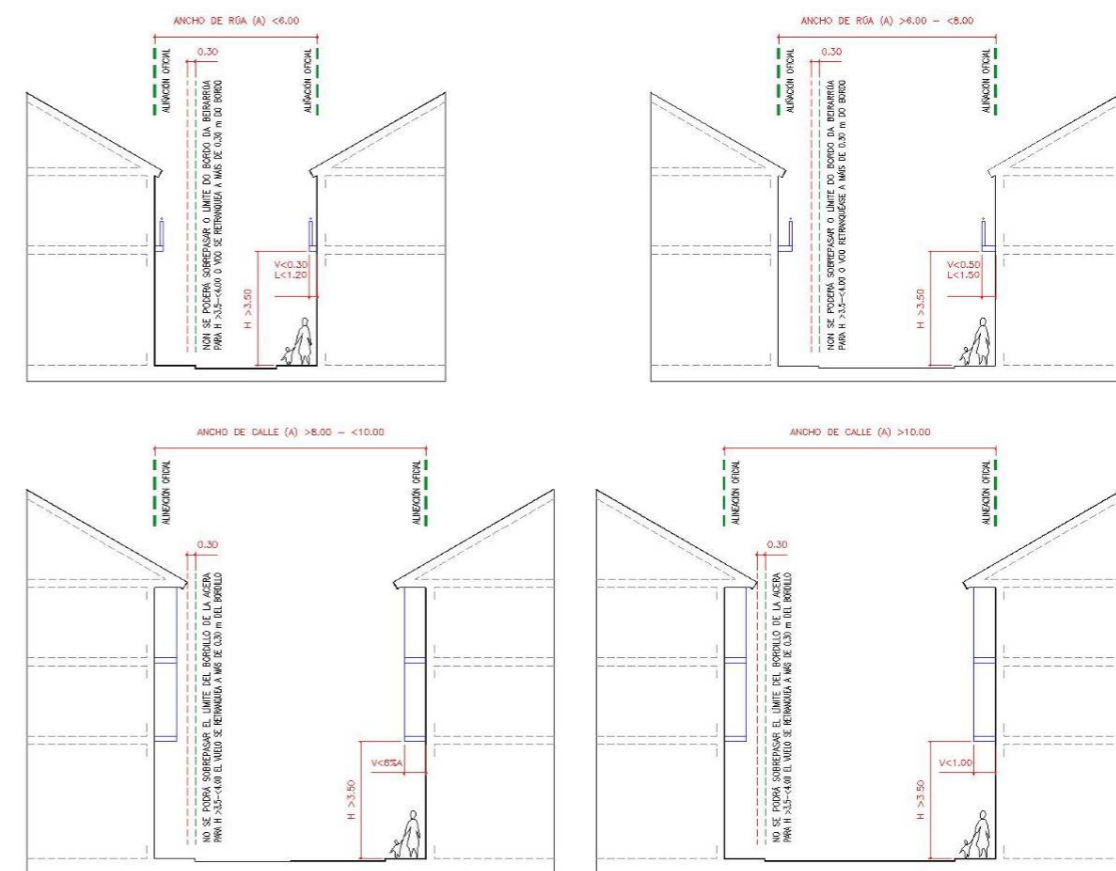 ANCHO DE RÚA (A) <6.00
0.30
ALIÑACIÓN OFICIAL
ALIÑACIÓN OFICIAL
NON SE PODERÁ SOBREPASAR O LÍMITE DO BORDO DA BEIRARRÚA
PARA H >3.5-<4.00 O VOO SE RETRANQUEA A MÁIS DE 0.30 m DO BORDO
V<0.30
L<1.20
H >3.50
ANCHO DE RÚA (A) >6.00 - <8.00
0.30
ALIÑACIÓN OFICIAL
ALIÑACIÓN OFICIAL
NON SE PODERÁ SOBREPASAR O LÍMITE DO BORDO DA BEIRARRÚA
PARA H >3.5-<4.00 O VOO RETRANQUÉASE A MÁIS DE 0.30 m DO BORDO
V<0.50
L<1.50
H >3.50
ANCHO DE CALLE (A) >8.00 - <10.00
ALINEACIÓN OFICIAL
ALINEACIÓN OFICIAL
0.30
NO SE PODRÁ SOBREPASAR EL LÍMITE DEL BORDILLO DE LA ACERA
PARA H >3.5-<4.00 EL VUELO SE RETRANQUEA A MÁS DE 0.30 m DEL BORDILLO
V<8%A
H >3.50
ANCHO DE CALLE (A) >10.00
ALINEACIÓN OFICIAL
ALINEACIÓN OFICIAL
0.30
NO SE PODRÁ SOBREPASAR EL LÍMITE DEL BORDILLO DE LA ACERA
PARA H >3.5-<4.00 EL VUELO SE RETRANQUEA A MÁS DE 0.30 m DEL BORDILLO
V<1.00
H >3.50